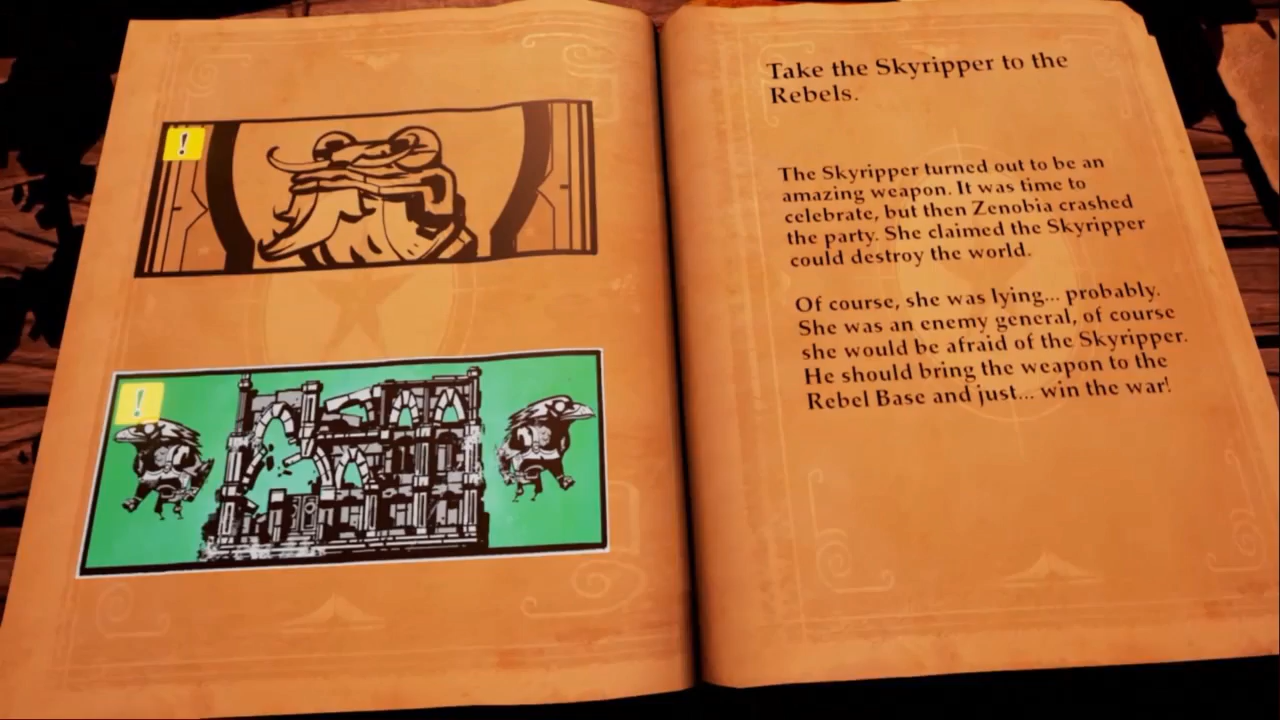 !
!
Take the Skyripper to the
Rebels.
The Skyripper turned out to be an
amazing weapon. It was time to
celebrate, but then Zenobia crashed
the party. She claimed the Skyripper
could destroy the world.
Of course, she was lying... probably.
She was an enemy general, of course
she would be afraid of the Skyripper.
He should bring the weapon to the
Rebel Base and just... win the war!